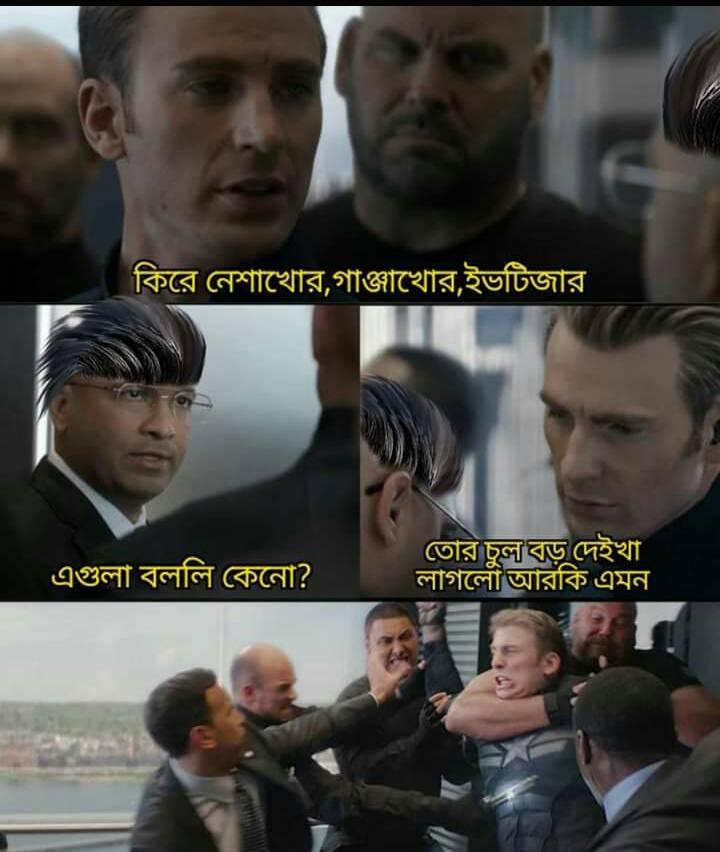 কিরে নেশাখোর,গাঞ্জাখোর,ইভটিজার
এগুলা বললি কেনো?
তোর চুল বড় দেইখা
লাগলো আরকি এমন